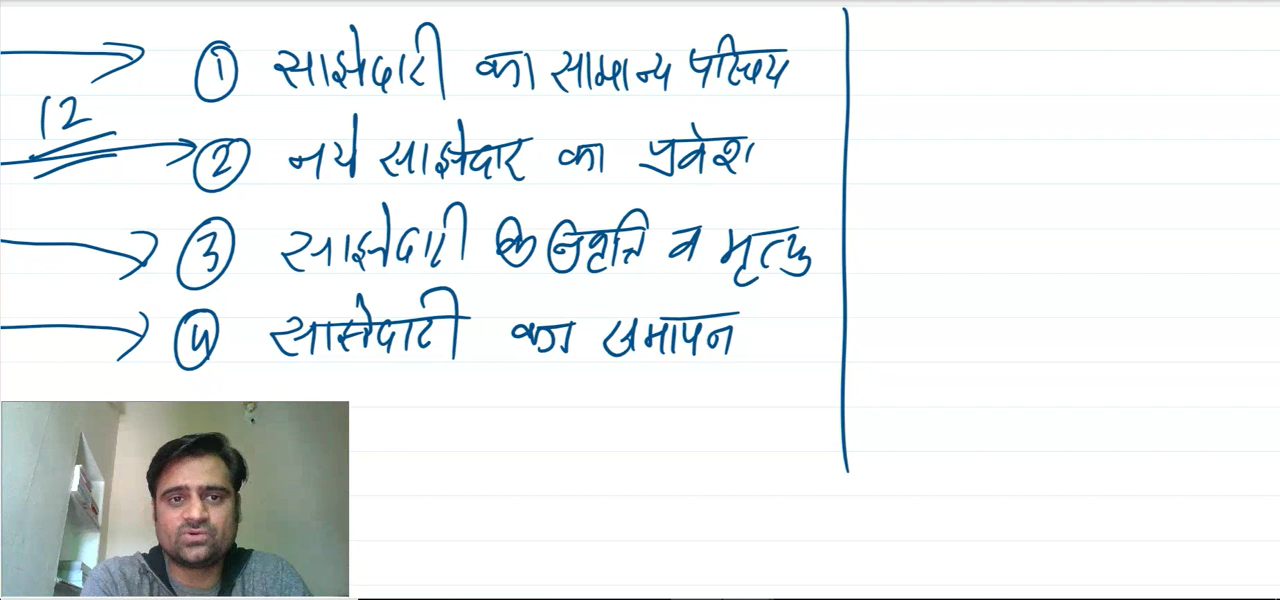 ① साझेदारी का सामान्य परिचय
12
② नये साझेदार का प्रवेश
③ साझेदारी कि निवृत्ति व मृत्यु
④ साझेदारी का समापन